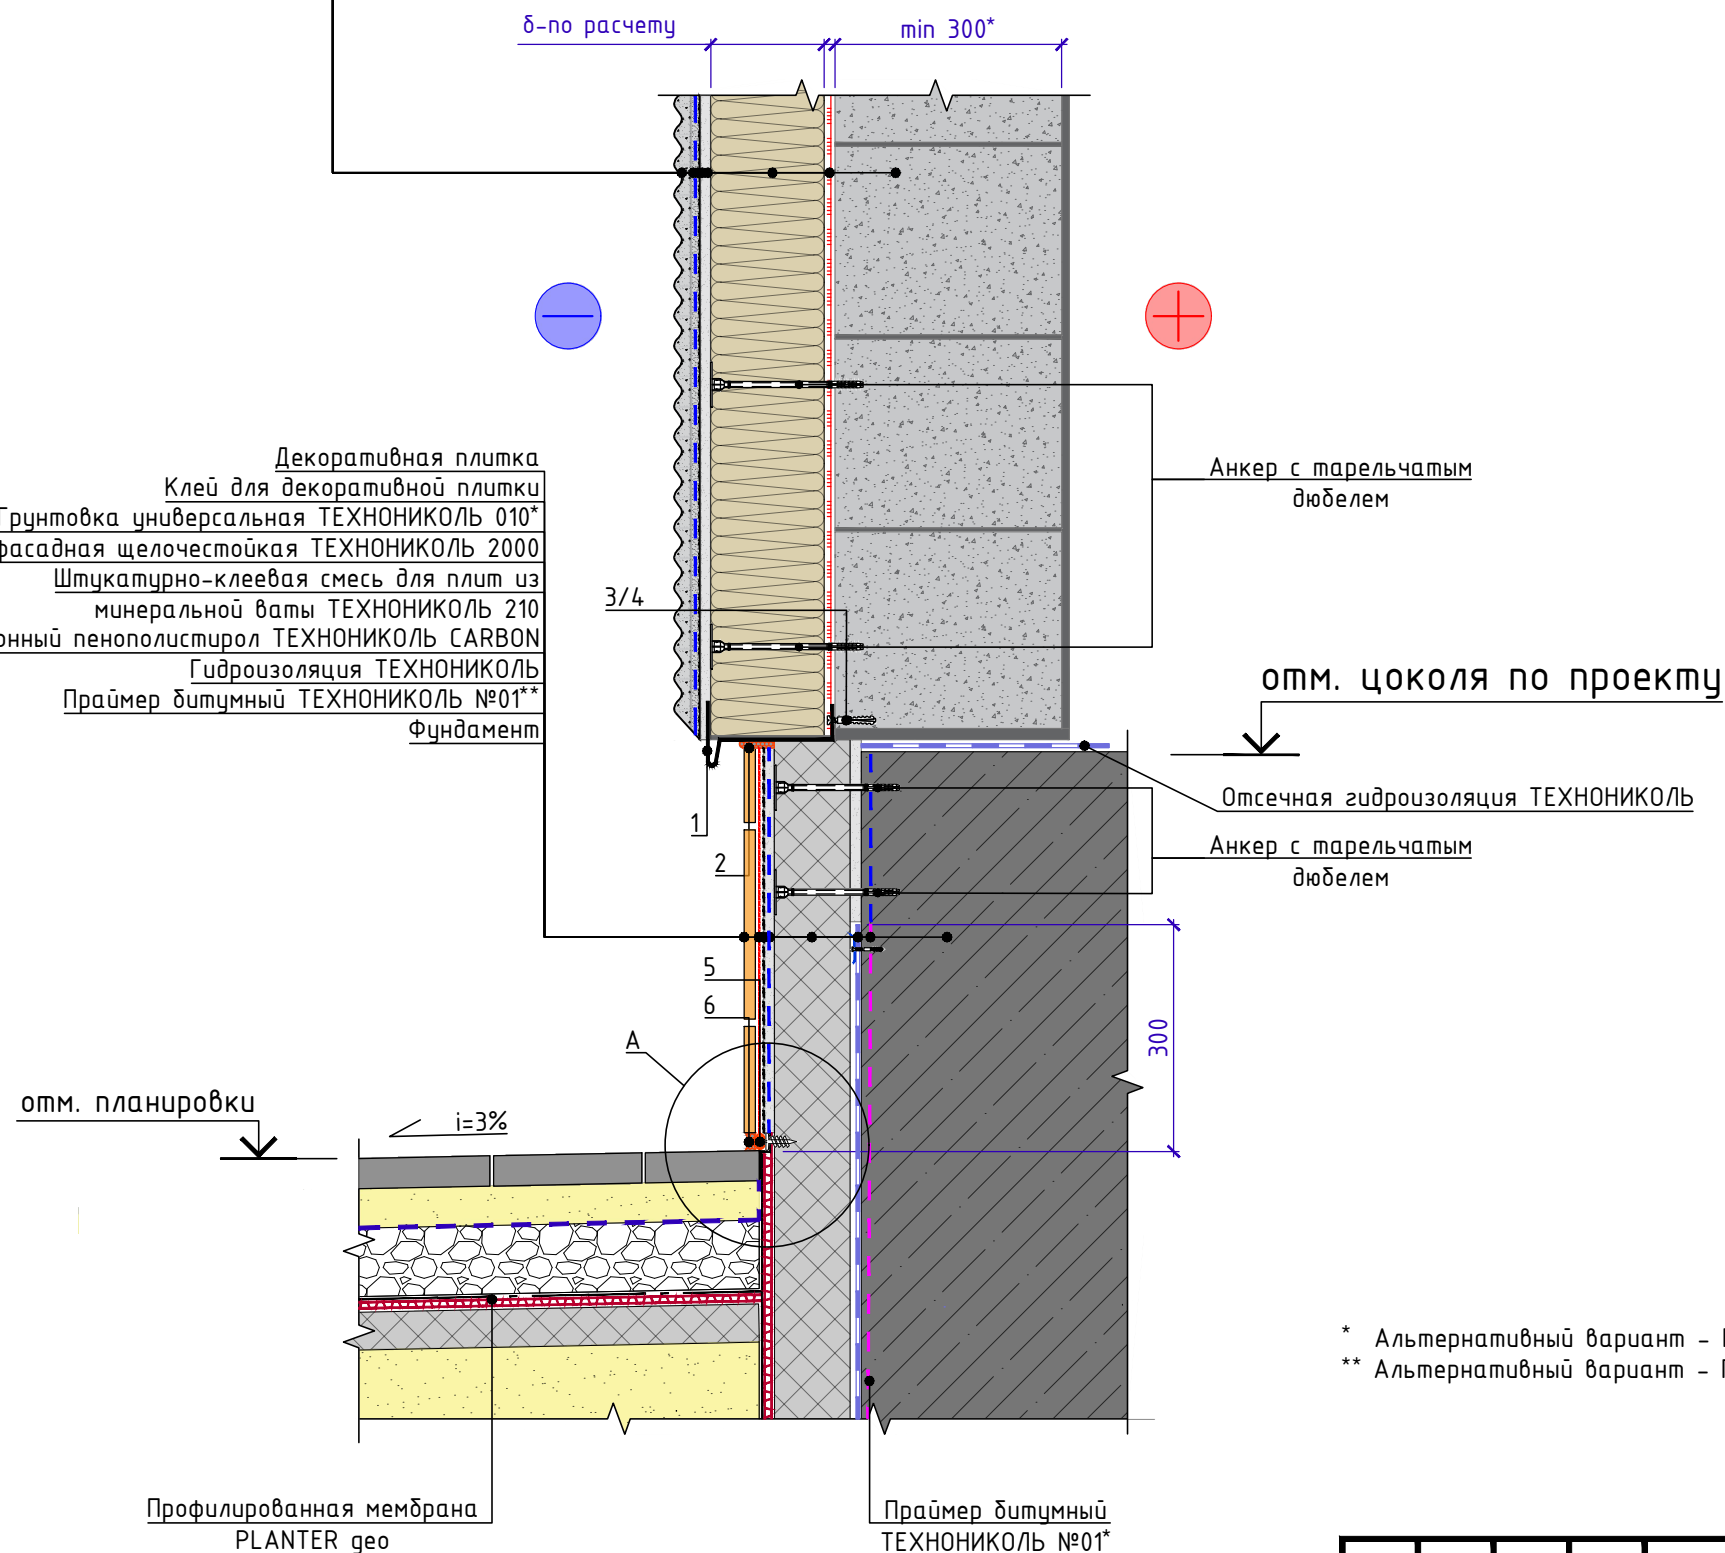 δ-по расчету
min 300*
Декоративная плитка
Клей для декоративной плитки
Грунтовка универсальная ТЕХНОНИКОЛЬ 010*
фасадная щелочестойкая ТЕХНОНИКОЛЬ 2000
Штукатурно-клеевая смесь для плит из
минеральной ваты ТЕХНОНИКОЛЬ 210
пенополистирол ТЕХНОНИКОЛЬ CARBON
Гидроизоляция ТЕХНОНИКОЛЬ
Праймер битумный ТЕХНОНИКОЛЬ №01**
Фундамент
3/4
Анкер с тарельчатым
дюбелем
отм. цоколя по проекту
Отсечная гидроизоляция ТЕХНОНИКОЛЬ
Анкер с тарельчатым
дюбелем
1
2
5
6
А
300
отм. планировки
i=3%
* Альтернативный вариант -
** Альтернативный вариант -
Профилированная мембрана
PLANTER geo
Праймер битумный
ТЕХНОНИКОЛЬ №01*